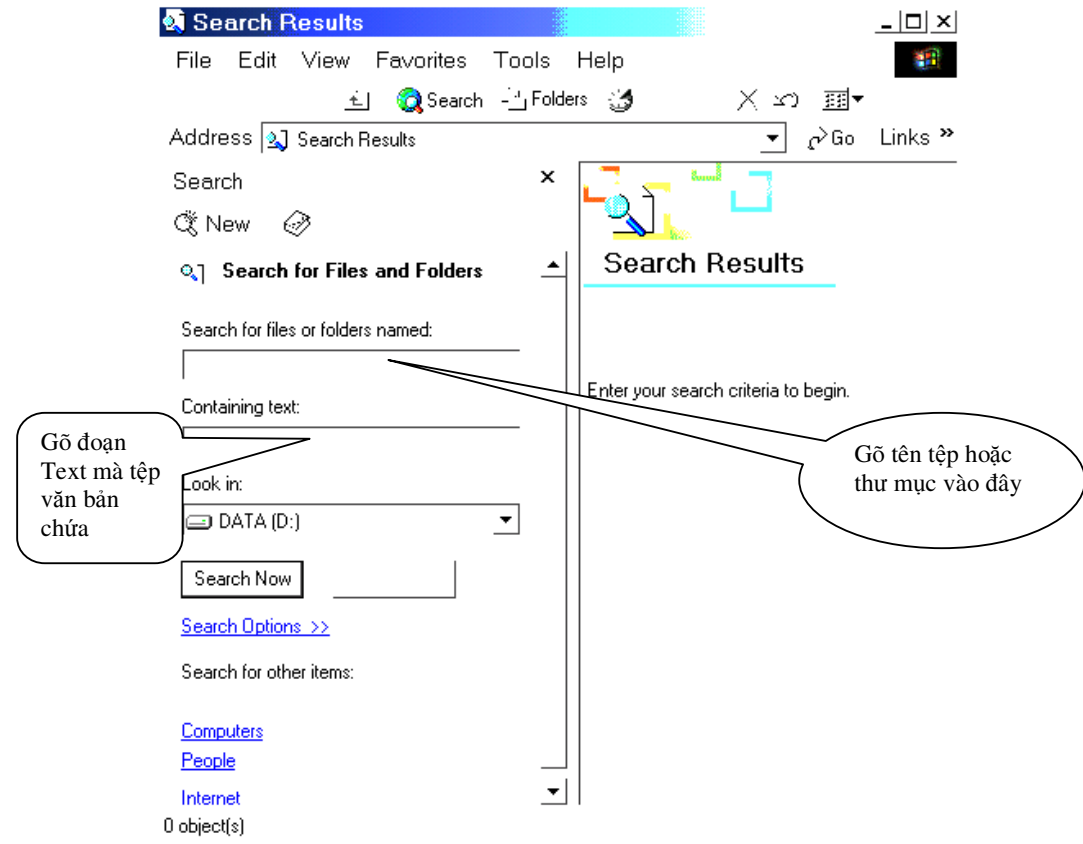 Search Results
File Edit View Favorites Tools Help
Search Folders
Address Search Results Go Links »
Search
New
Search for Files and Folders
Search for files or folders named:
Containing text:
Look in:
DATA (D:)
Search Now
Search Options >>
Search for other items:
Computers
People
Internet
0 object(s)
Search Results
Enter your search criteria to begin.
Gõ đoạn
Text mà tệp
văn bản
chứa
Gõ tên tệp hoặc
thư mục vào đây